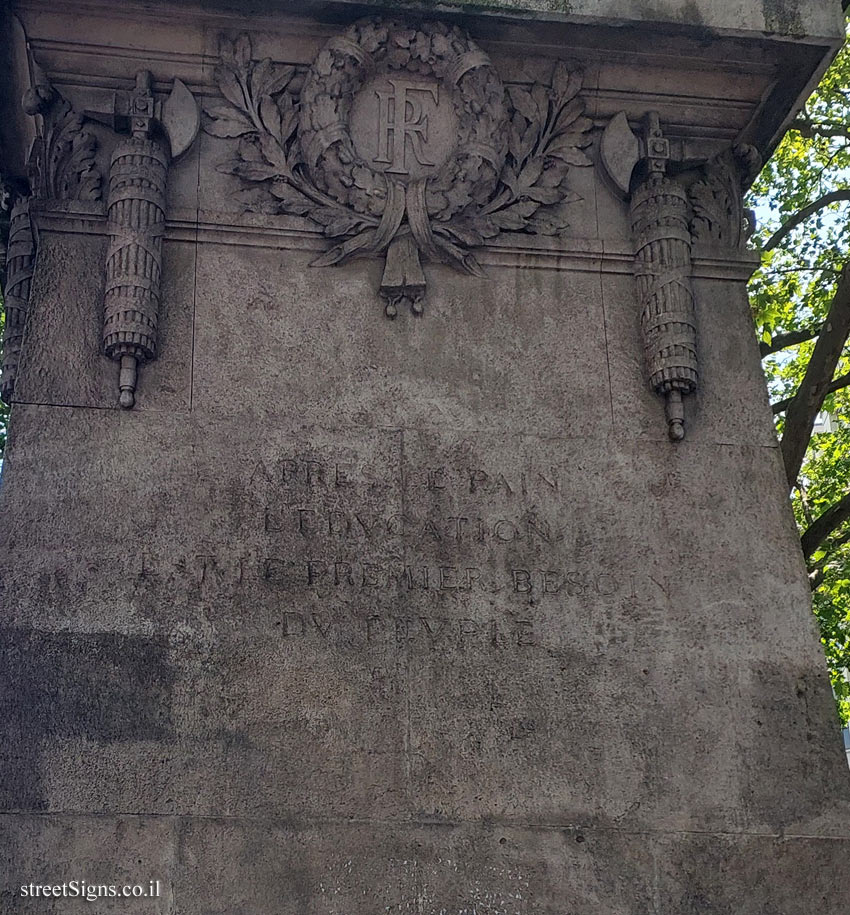 RF
APRES LE PAIN
L'EDVCATION
EST LE PREMIER BESOIN
DV PEVPLE
streetSigns.co.il